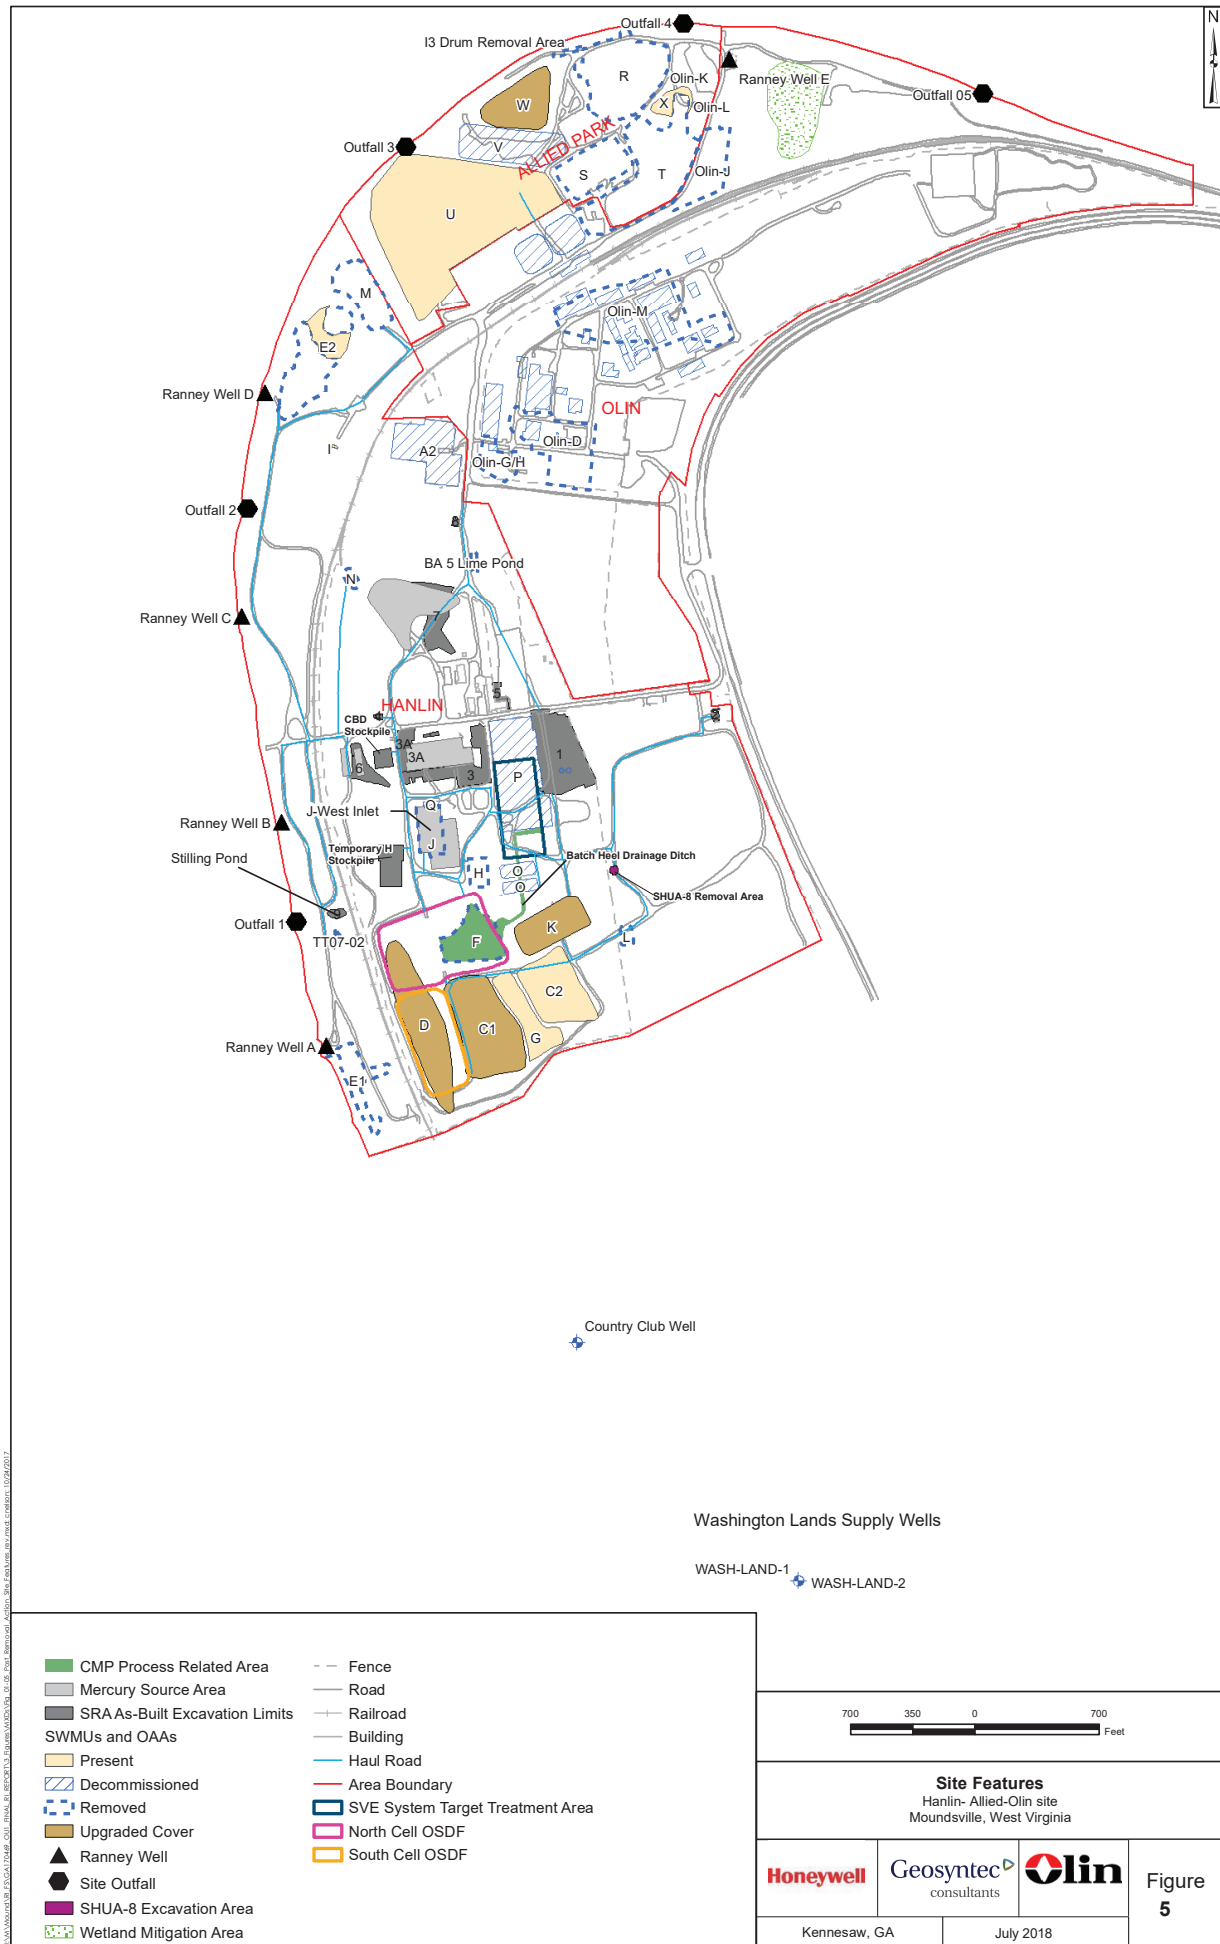 N
Outfall 4
I3 Drum Removal Area
R
Olin-K
Ranney Well E
W
X
Olin-L
Outfall 05
ALLIED PARK
Outfall 3
V
S
T
Olin-J
U
M
E2
Olin-M
Ranney Well D
OLIN
I
A2
Olin-D
Olin-G/H
Outfall 2
8
BA 5 Lime Pond
N
Ranney Well C
7
5
HANLIN
4
2
CBD
Stockpile
3A
3A
1
6
3
P
Q
J-West Inlet
Ranney Well B
J
Temporary H
Stockpile
Batch Heel Drainage Ditch
Stilling Pond
H
O
O
SHUA-8 Removal Area
Outfall 1
TT07-02
F
K
L
C2
D
C1
G
Ranney Well A
E1
Country Club Well
Washington Lands Supply Wells
WASH-LAND-1
WASH-LAND-2
CMP Process Related Area
Mercury Source Area
SRA As-Built Excavation Limits
SWMUs and OAAs
Present
Decommissioned
Removed
Upgraded Cover
Ranney Well
Site Outfall
SHUA-8 Excavation Area
Wetland Mitigation Area
Fence
Road
Railroad
Building
Haul Road
Area Boundary
SVE System Target Treatment Area
North Cell OSDF
South Cell OSDF
700 350 0 700
Feet
Site Features
Hanlin- Allied-Olin site
Moundsville, West Virginia
Honeywell
Geosyntec
consultants
Olin
Figure
5
Kennesaw, GA
July 2018